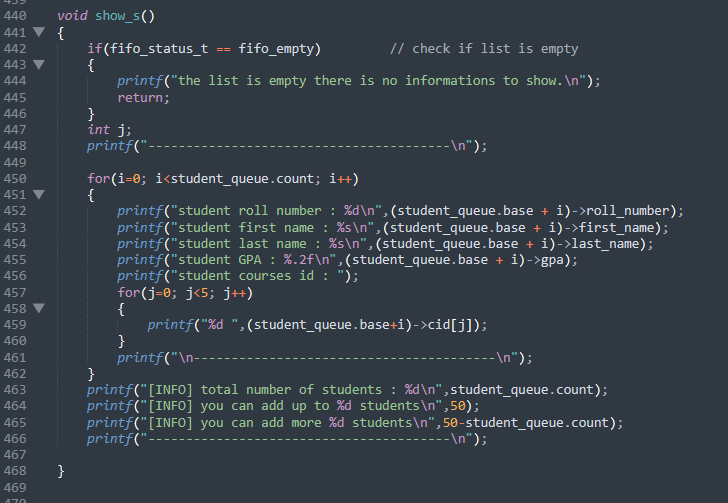 440 void show_s()
441 {
442 if(fifo_status_t == fifo_empty) // check if list is empty
443 {
444 printf("the list is empty there is no informations to show.\n");
445 return;
446 }
447 int j;
448 printf("----------------------------------------\n");
449
450 for(i=0; i<student_queue.count; i++)
451 {
452 printf("student roll number : %d\n",(student_queue.base + i)->roll_number);
453 printf("student first name : %s\n",(student_queue.base + i)->first_name);
454 printf("student last name : %s\n",(student_queue.base + i)->last_name);
455 printf("student GPA : %.2f\n",(student_queue.base + i)->gpa);
456 printf("student courses id : ");
457 for(j=0; j<5; j++)
458 {
459 printf("%d ",(student_queue.base+i)->cid[j]);
460 }
461 printf("\n----------------------------------------\n");
462 }
463 printf("[INFO] total number of students : %d\n",student_queue.count);
464 printf("[INFO] you can add up to %d students\n",50);
465 printf("[INFO] you can add more %d students\n",50-student_queue.count);
466 printf("----------------------------------------\n");
467
468 }
469